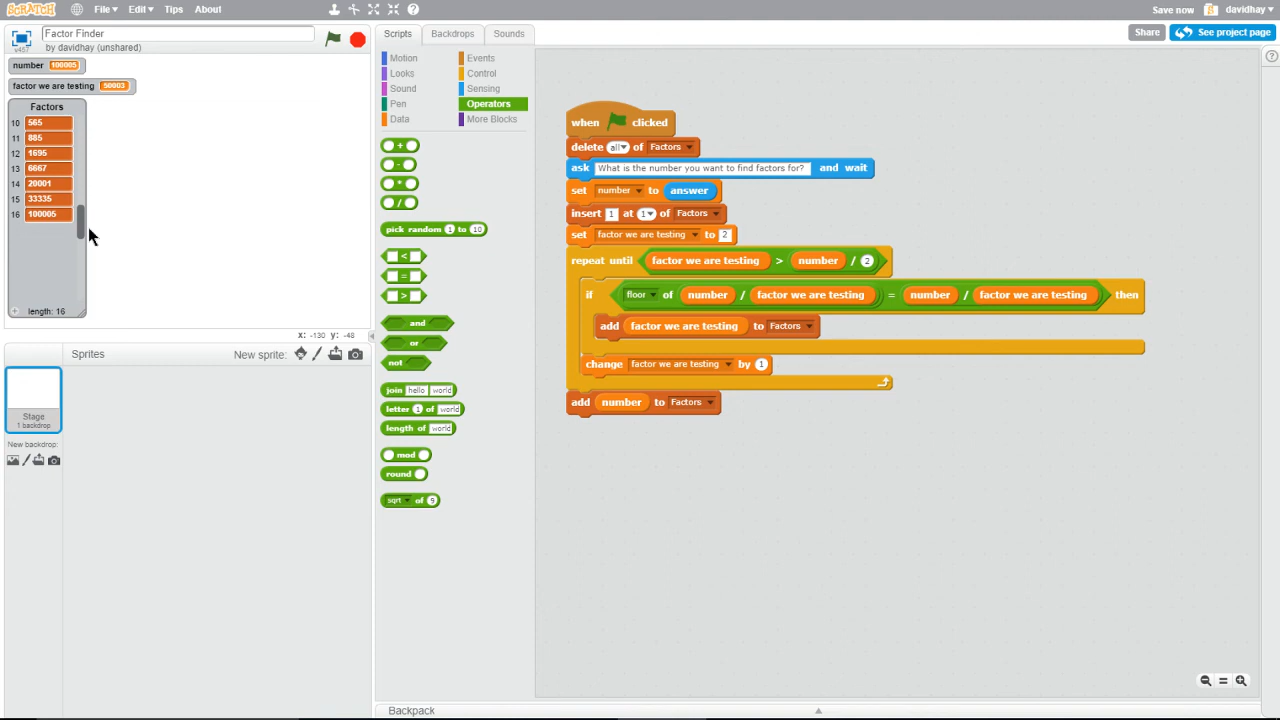 SCRATCH File Edit Tips About Save now davidhay
Factor Finder
by davidhay (unshared)
v457
Scripts Backdrops Sounds
Share See project page
number 100005
factor we are testing 50003
Factors
10 565
11 885
12 1695
13 6667
14 20001
15 33335
16 100005
length: 16
x: -130 y: -48
Sprites New sprite:
Stage
1 backdrop
New backdrop:
Motion Events
Looks Control
Sound Sensing
Pen Operators
Data More Blocks
+
-
*
/
pick random 1 to 10
<
=
>
and
or
not
join hello world
letter 1 of world
length of world
mod
round
sqrt of 9
when clicked
delete all of Factors
ask What is the number you want to find factors for? and wait
set number to answer
insert 1 at 1 of Factors
set factor we are testing to 2
repeat until factor we are testing > number / 2
if floor of number / factor we are testing = number / factor we are testing then
add factor we are testing to Factors
change factor we are testing by 1
add number to Factors
Backpack